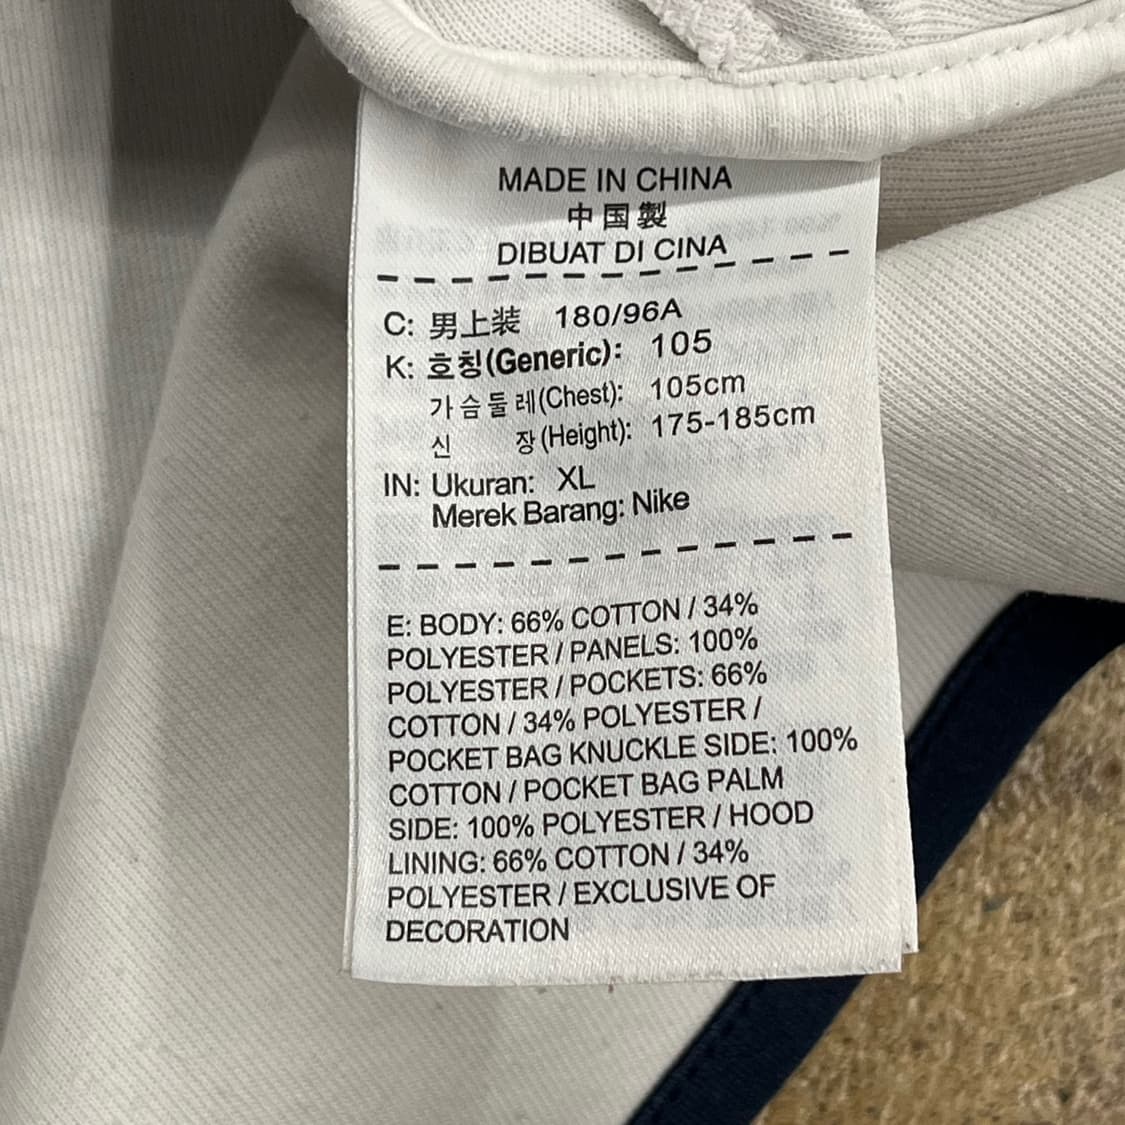 MADE IN CHINA
中国製
DIBUAT DI CINA
C: 男上装 180/96A
K: 호칭(Generic): 105
가슴둘레(Chest): 105cm
신 장(Height): 175-185cm
IN: Ukuran: XL
Merek Barang: Nike
E: BODY: 66% COTTON / 34%
POLYESTER / PANELS: 100%
POLYESTER / POCKETS: 66%
COTTON / 34% POLYESTER /
POCKET BAG KNUCKLE SIDE: 100%
COTTON / POCKET BAG PALM
SIDE: 100% POLYESTER / HOOD
LINING: 66% COTTON / 34%
POLYESTER / EXCLUSIVE OF
DECORATION